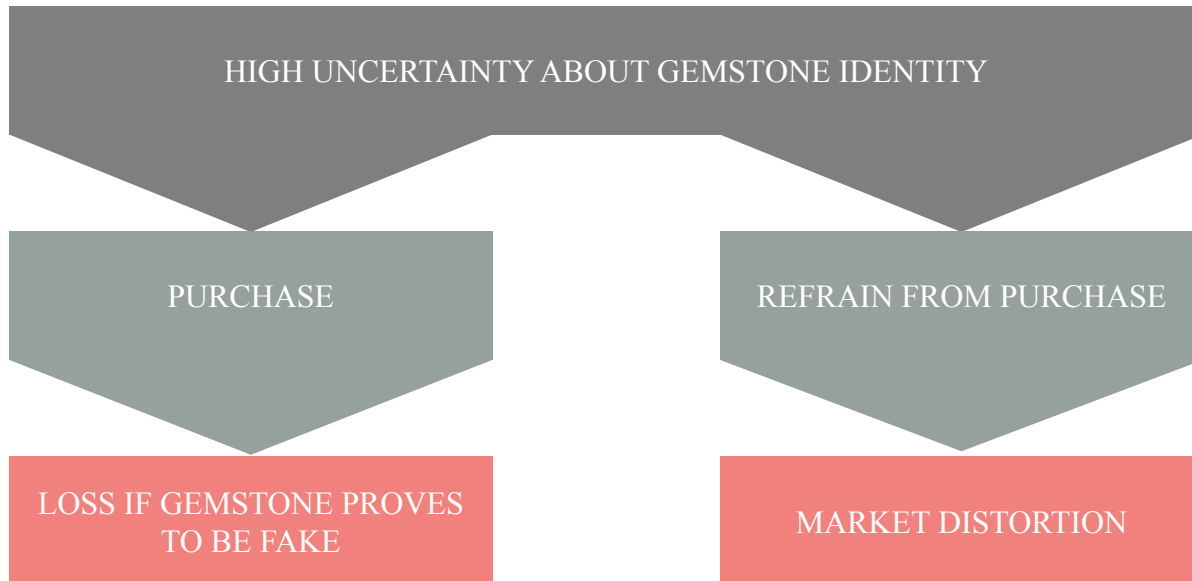 HIGH UNCERTAINTY ABOUT GEMSTONE IDENTITY
PURCHASE
REFRAIN FROM PURCHASE
LOSS IF GEMSTONE PROVES
TO BE FAKE
MARKET DISTORTION